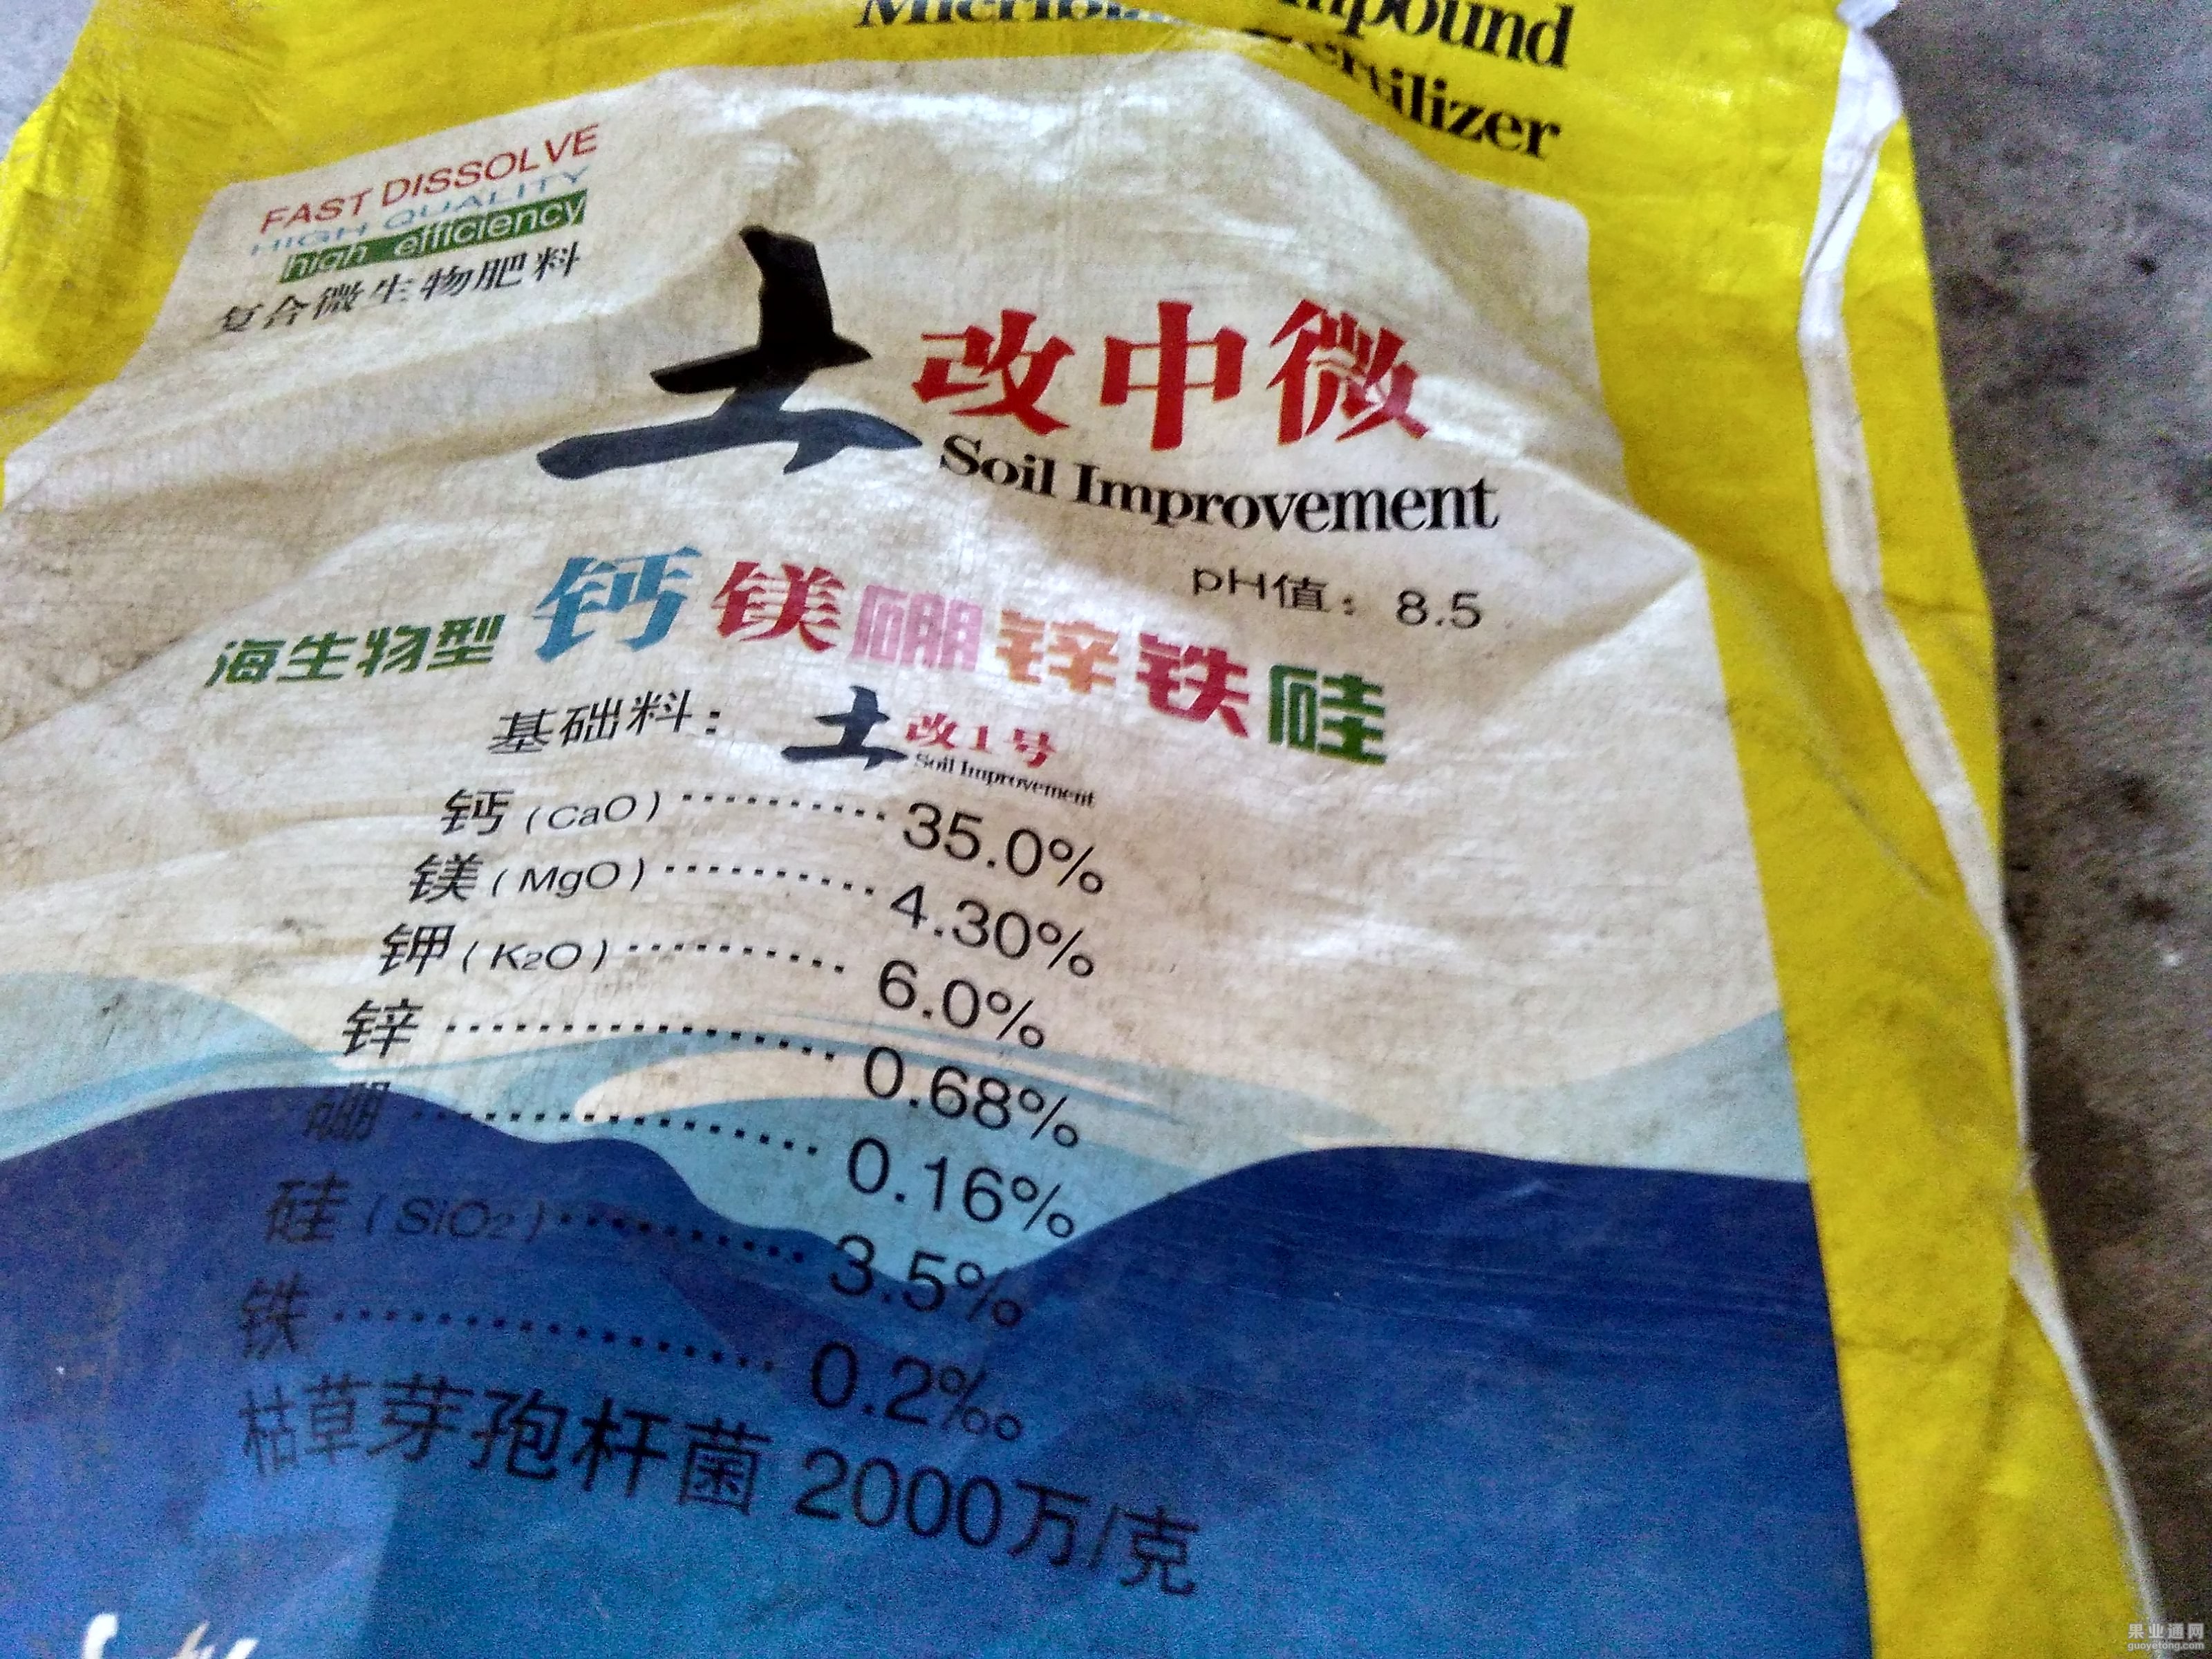 pound
FAST DISSOLVE
HIGH QUALITY
high efficiency
复合微生物肥料
土改中微
Soil Improvement
pH值：8.5
海生物型 钙镁硼锌铁硅
基础料：土改1号
Soil Improvement
钙（CaO）··········35.0%
镁（MgO）··········4.30%
钾（K₂O）··········6.0%
锌··················0.68%
硼··················0.16%
硅（SiO₂）··········3.5%
铁··················0.2‰
枯草芽孢杆菌 2000万/克
果业通网
guoyetong.com